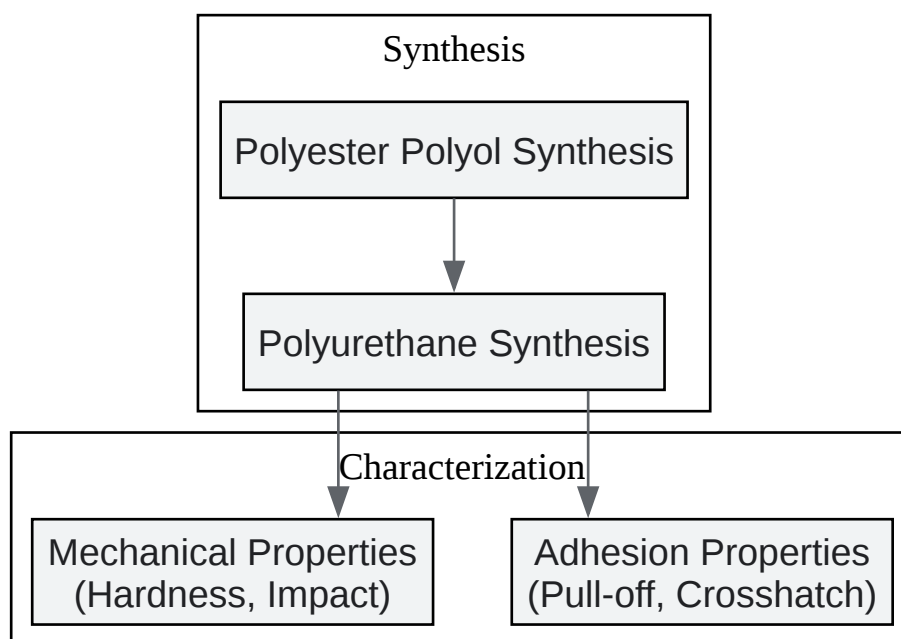 Synthesis
Polyester Polyol Synthesis
Polyurethane Synthesis
Characterization
Mechanical Properties
(Hardness, Impact)
Adhesion Properties
(Pull-off, Crosshatch)